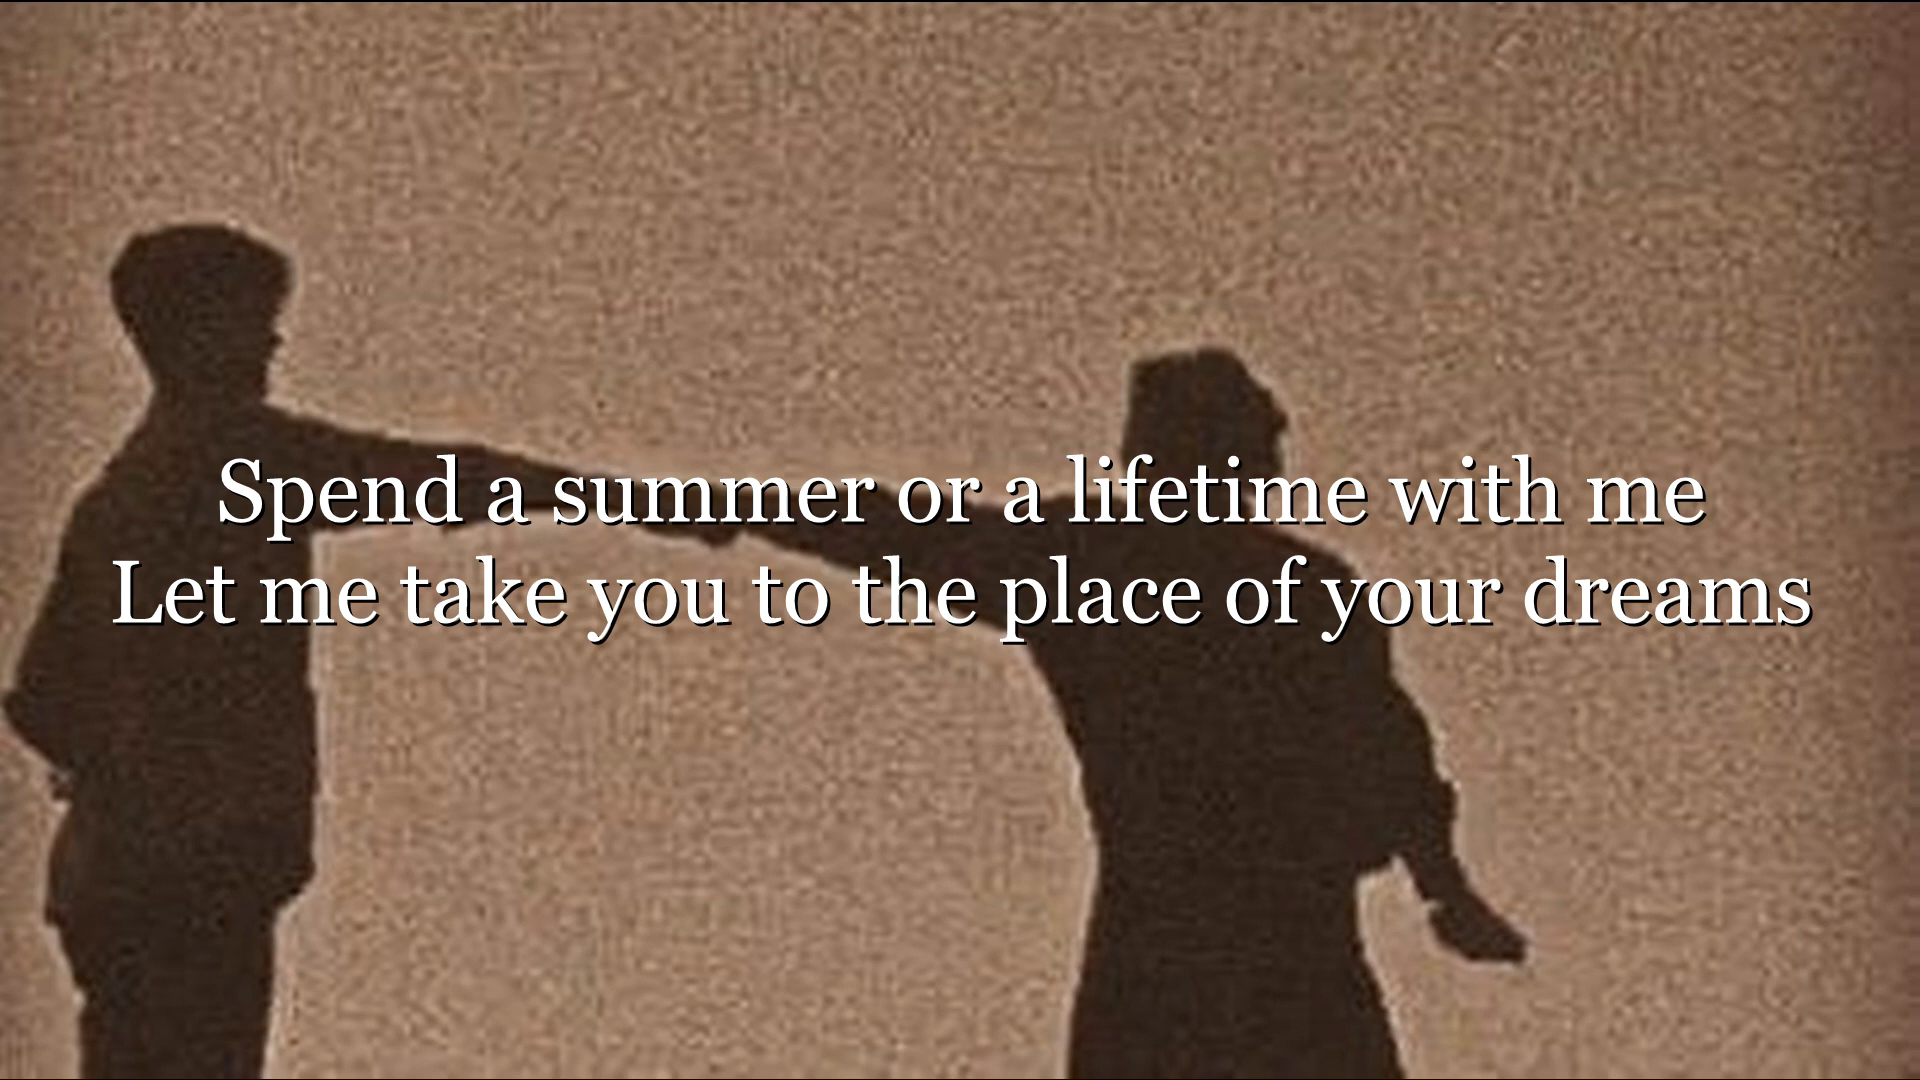 Spend a summer or a lifetime with me
Let me take you to the place of your dreams